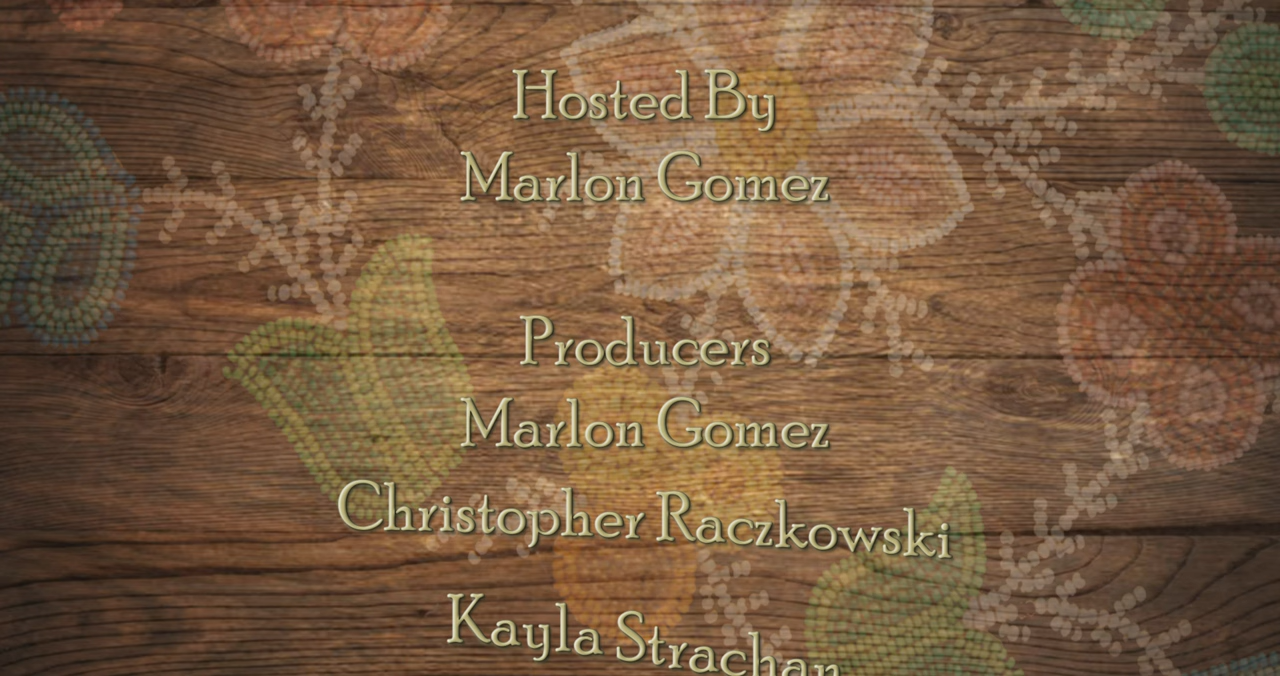 Hosted By
Marlon Gomez
Producers
Marlon Gomez
Christopher Raczkowski
Kayla Strachan